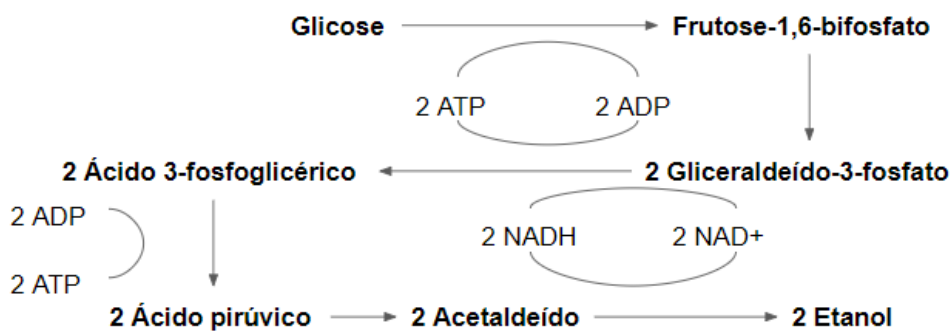 Glicose Frutose-1,6-bifosfato
2 ATP 2 ADP
2 Ácido 3-fosfoglicérico 2 Gliceraldeído-3-fosfato
2 ADP
2 NADH 2 NAD+
2 ATP
2 Ácido pirúvico 2 Acetaldeído 2 Etanol